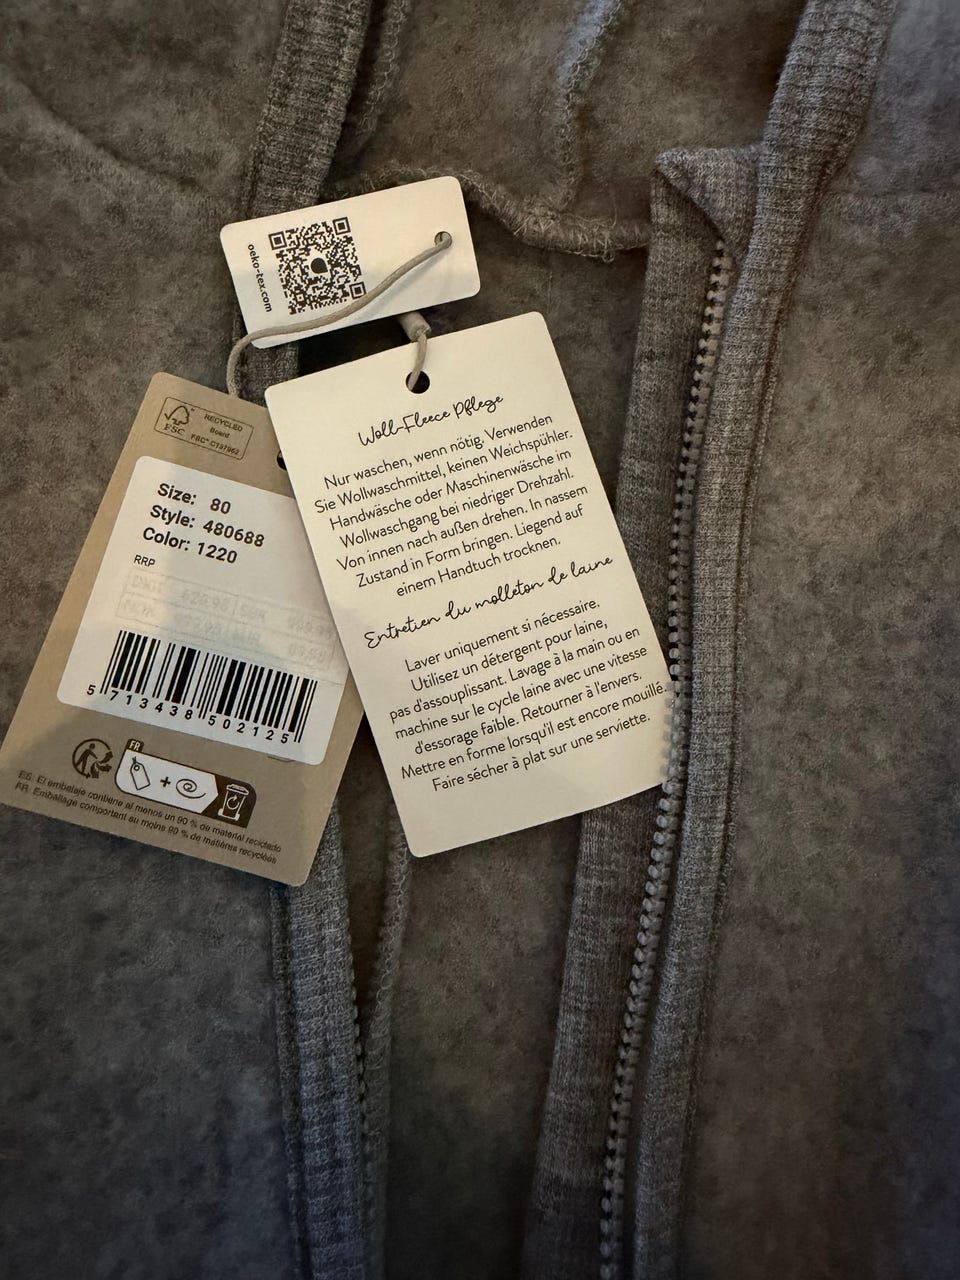 oeko-tex.com
FSC
RECYCLED
Board
FSC® C137962
Size: 80
Style: 480688
Color: 1220
RRP
5 713438 502125
FR
ES. El embalaje contiene al menos un 90 % de material reciclado
FR. Emballage comportant au moins 90 % de matières recyclées
Woll-Fleece Pflege
Nur waschen, wenn nötig. Verwenden
Sie Wollwaschmittel, keinen Weichspühler.
Handwäsche oder Maschinenwäsche im
Wollwaschgang bei niedriger Drehzahl.
Von innen nach außen drehen. In nassem
Zustand in Form bringen. Liegend auf
einem Handtuch trocknen.
Entretien du molleton de laine
Laver uniquement si nécessaire.
Utilisez un détergent pour laine,
pas d'assouplissant. Lavage à la main ou en
machine sur le cycle laine avec une vitesse
d'essorage faible. Retourner à l'envers.
Mettre en forme lorsqu'il est encore mouillé.
Faire sécher à plat sur une serviette.